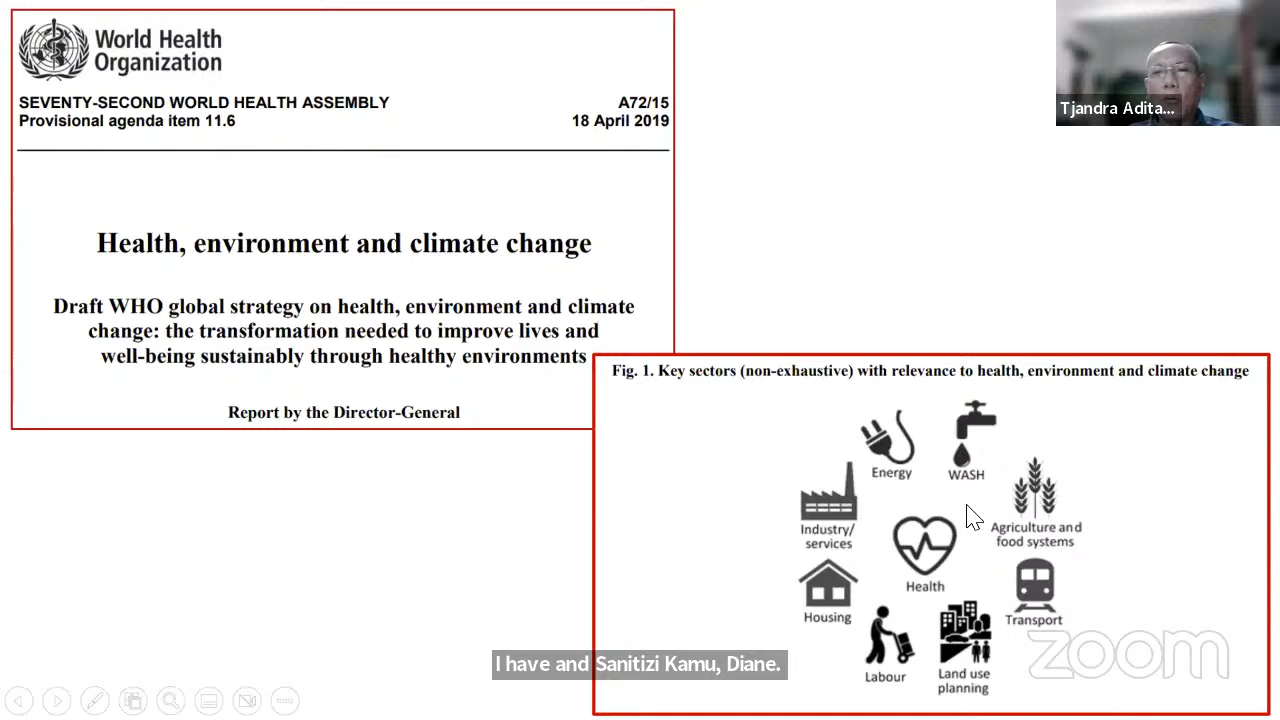 World Health
Organization
SEVENTY-SECOND WORLD HEALTH ASSEMBLY
A72/15
Provisional agenda item 11.6
18 April 2019
Health, environment and climate change
Draft WHO global strategy on health, environment and climate
change: the transformation needed to improve lives and
well-being sustainably through healthy environments
Report by the Director-General
Tjandra Adita...
Fig. 1. Key sectors (non-exhaustive) with relevance to health, environment and climate change
Energy
WASH
Industry/
services
Agriculture and
food systems
Health
Housing
Transport
Labour
Land use
planning
zoom
I have and Sanitizi Kamu, Diane.